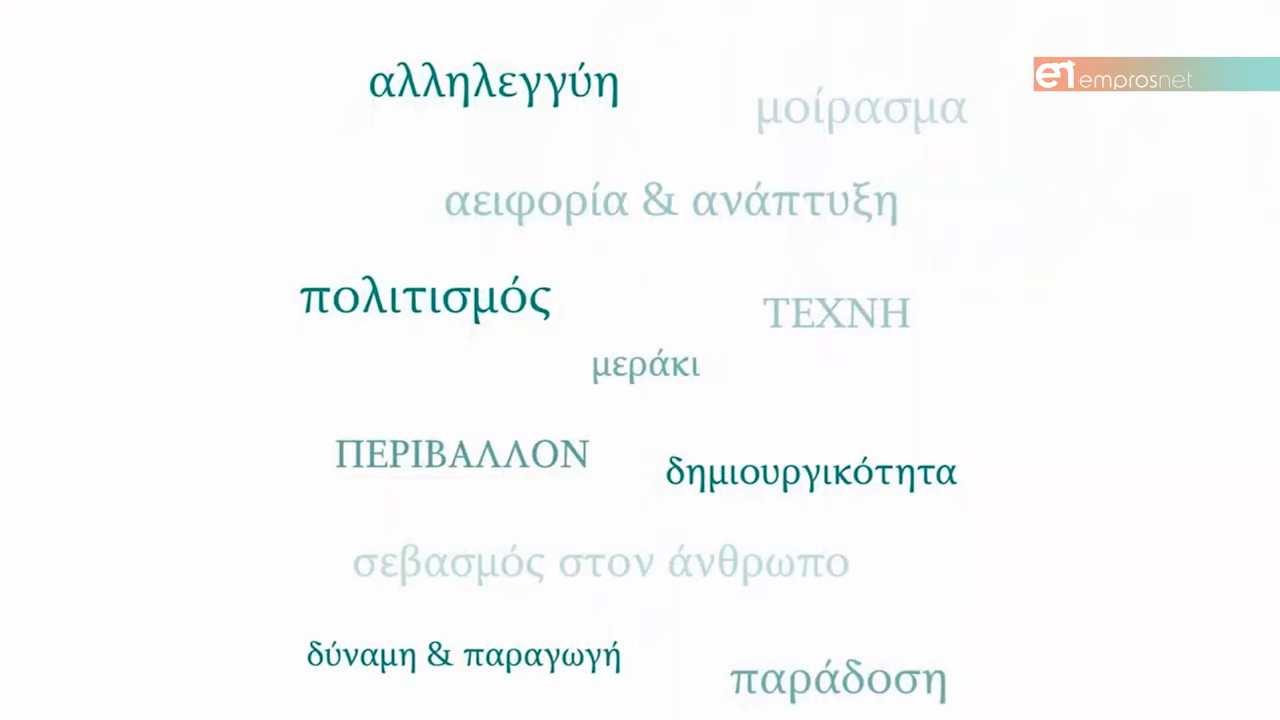 αλληλεγγύη
μοίρασμα
emprosnet
αειφορία & ανάπτυξη
πολιτισμός
ΤΕΧΝΗ
μεράκι
ΠΕΡΙΒΑΛΛΟΝ
δημιουργικότητα
σεβασμός στον άνθρωπο
δύναμη & παραγωγή
παράδοση